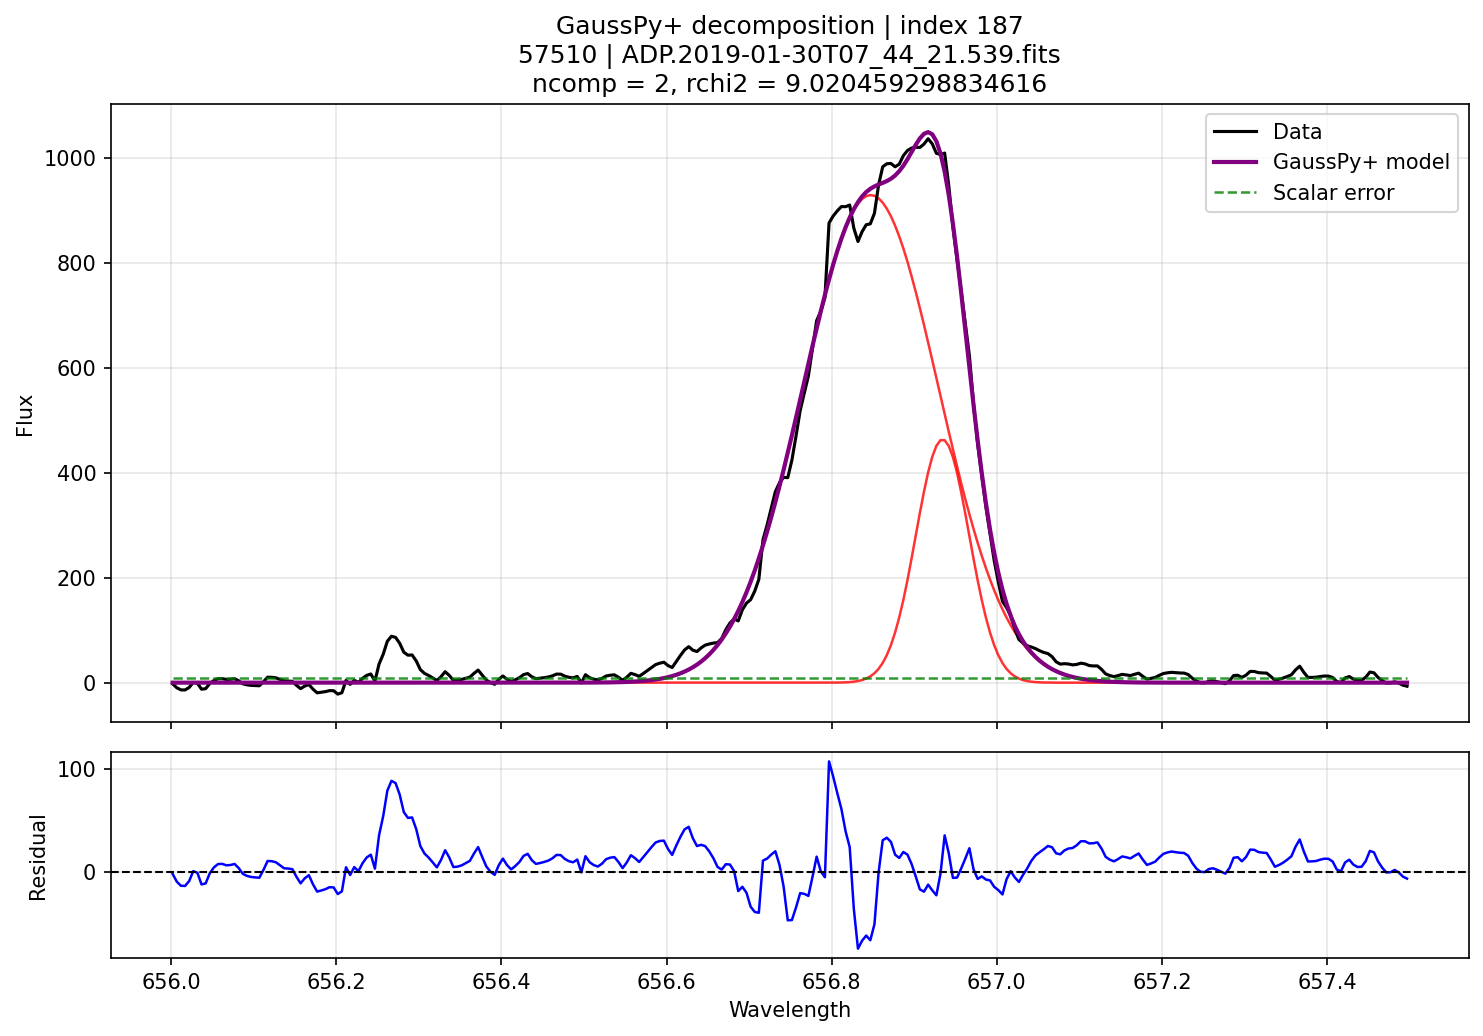 GaussPy+ decomposition | index 187
57510 | ADP.2019-01-30T07_44_21.539.fits
ncomp = 2, rchi2 = 9.020459298834616
Data
GaussPy+ model
Scalar error
1000
800
600
400
200
0
Flux
100
0
Residual
656.0 656.2 656.4 656.6 656.8 657.0 657.2 657.4
Wavelength